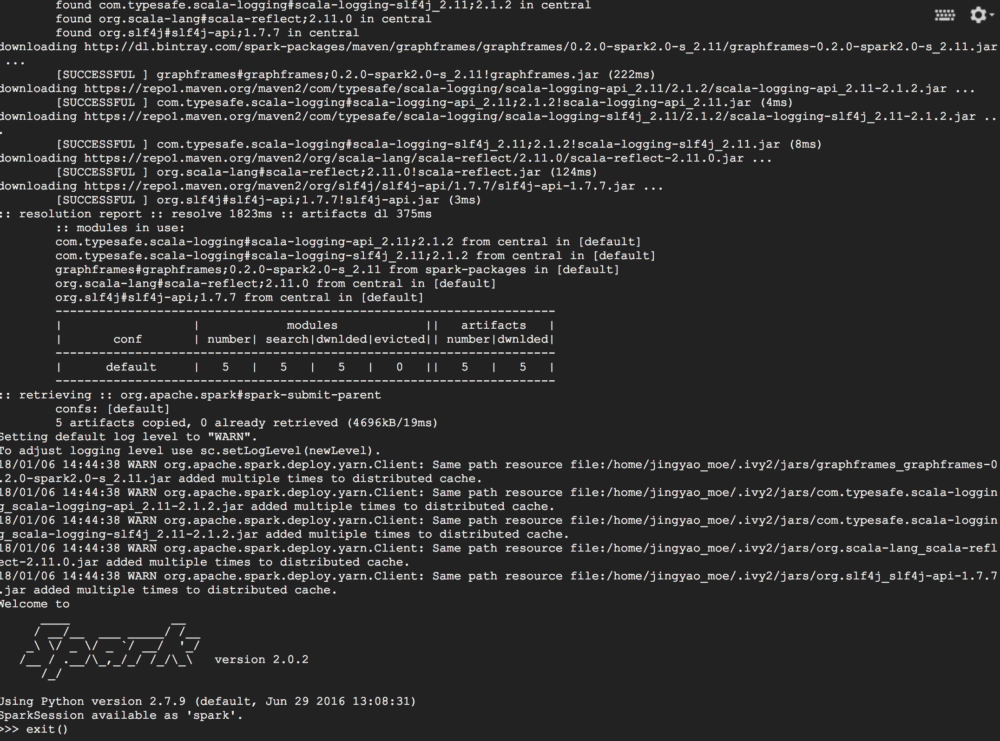 found com.typesafe.scala-logging#scala-logging-slf4j_2.11;2.1.2 in central
found org.scala-lang#scala-reflect;2.11.0 in central
found org.slf4j#slf4j-api;1.7.7 in central
downloading http://dl.bintray.com/spark-packages/maven/graphframes/graphframes/0.2.0-spark2.0-s_2.11/graphframes-0.2.0-spark2.0-s_2.11.jar
...
[SUCCESSFUL ] graphframes#graphframes;0.2.0-spark2.0-s_2.11!graphframes.jar (222ms)
downloading https://repo1.maven.org/maven2/com/typesafe/scala-logging/scala-logging-api_2.11/2.1.2/scala-logging-api_2.11-2.1.2.jar ...
[SUCCESSFUL ] com.typesafe.scala-logging#scala-logging-api_2.11;2.1.2!scala-logging-api_2.11.jar (4ms)
downloading https://repo1.maven.org/maven2/com/typesafe/scala-logging/scala-logging-slf4j_2.11/2.1.2/scala-logging-slf4j_2.11-2.1.2.jar ..
.
[SUCCESSFUL ] com.typesafe.scala-logging#scala-logging-slf4j_2.11;2.1.2!scala-logging-slf4j_2.11.jar (8ms)
downloading https://repo1.maven.org/maven2/org/scala-lang/scala-reflect/2.11.0/scala-reflect-2.11.0.jar ...
[SUCCESSFUL ] org.scala-lang#scala-reflect;2.11.0!scala-reflect.jar (124ms)
downloading https://repo1.maven.org/maven2/org/slf4j/slf4j-api/1.7.7/slf4j-api-1.7.7.jar ...
[SUCCESSFUL ] org.slf4j#slf4j-api;1.7.7!slf4j-api.jar (3ms)
:: resolution report :: resolve 1823ms :: artifacts dl 375ms
:: modules in use:
com.typesafe.scala-logging#scala-logging-api_2.11;2.1.2 from central in [default]
com.typesafe.scala-logging#scala-logging-slf4j_2.11;2.1.2 from central in [default]
graphframes#graphframes;0.2.0-spark2.0-s_2.11 from spark-packages in [default]
org.scala-lang#scala-reflect;2.11.0 from central in [default]
org.slf4j#slf4j-api;1.7.7 from central in [default]
---------------------------------------------------------------------
|                  |            modules            ||   artifacts   |
|       conf       | number| search|dwnlded|evicted|| number|dwnlded|
---------------------------------------------------------------------
|      default     |   5   |   5   |   5   |   0   ||   5   |   5   |
---------------------------------------------------------------------
:: retrieving :: org.apache.spark#spark-submit-parent
confs: [default]
5 artifacts copied, 0 already retrieved (4696kB/19ms)
Setting default log level to "WARN".
To adjust logging level use sc.setLogLevel(newLevel).
18/01/06 14:44:38 WARN org.apache.spark.deploy.yarn.Client: Same path resource file:/home/jingyao_moe/.ivy2/jars/graphframes_graphframes-0
.2.0-spark2.0-s_2.11.jar added multiple times to distributed cache.
18/01/06 14:44:38 WARN org.apache.spark.deploy.yarn.Client: Same path resource file:/home/jingyao_moe/.ivy2/jars/com.typesafe.scala-loggin
g_scala-logging-api_2.11-2.1.2.jar added multiple times to distributed cache.
18/01/06 14:44:38 WARN org.apache.spark.deploy.yarn.Client: Same path resource file:/home/jingyao_moe/.ivy2/jars/com.typesafe.scala-loggin
g_scala-logging-slf4j_2.11-2.1.2.jar added multiple times to distributed cache.
18/01/06 14:44:38 WARN org.apache.spark.deploy.yarn.Client: Same path resource file:/home/jingyao_moe/.ivy2/jars/org.scala-lang_scala-refl
ect-2.11.0.jar added multiple times to distributed cache.
18/01/06 14:44:38 WARN org.apache.spark.deploy.yarn.Client: Same path resource file:/home/jingyao_moe/.ivy2/jars/org.slf4j_slf4j-api-1.7.7
.jar added multiple times to distributed cache.
Welcome to
      ____              __
     / __/__  ___ _____/ /__
    _\ \/ _ \/ _ `/ __/  '_/
   /__ / .__/\_,_/_/ /_/\_\   version 2.0.2
      /_/
Using Python version 2.7.9 (default, Jun 29 2016 13:08:31)
SparkSession available as 'spark'.
>>> exit()